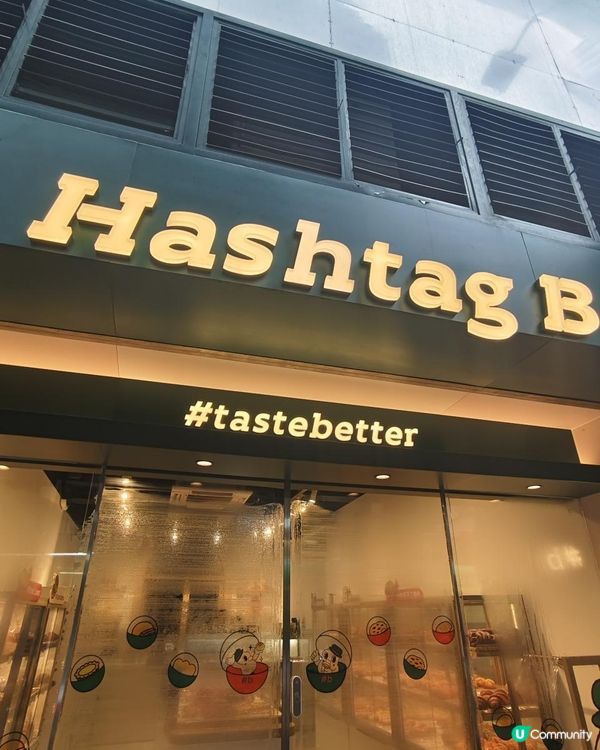 Hashtag B
#tastebetter
#b
#b
#b
U Community